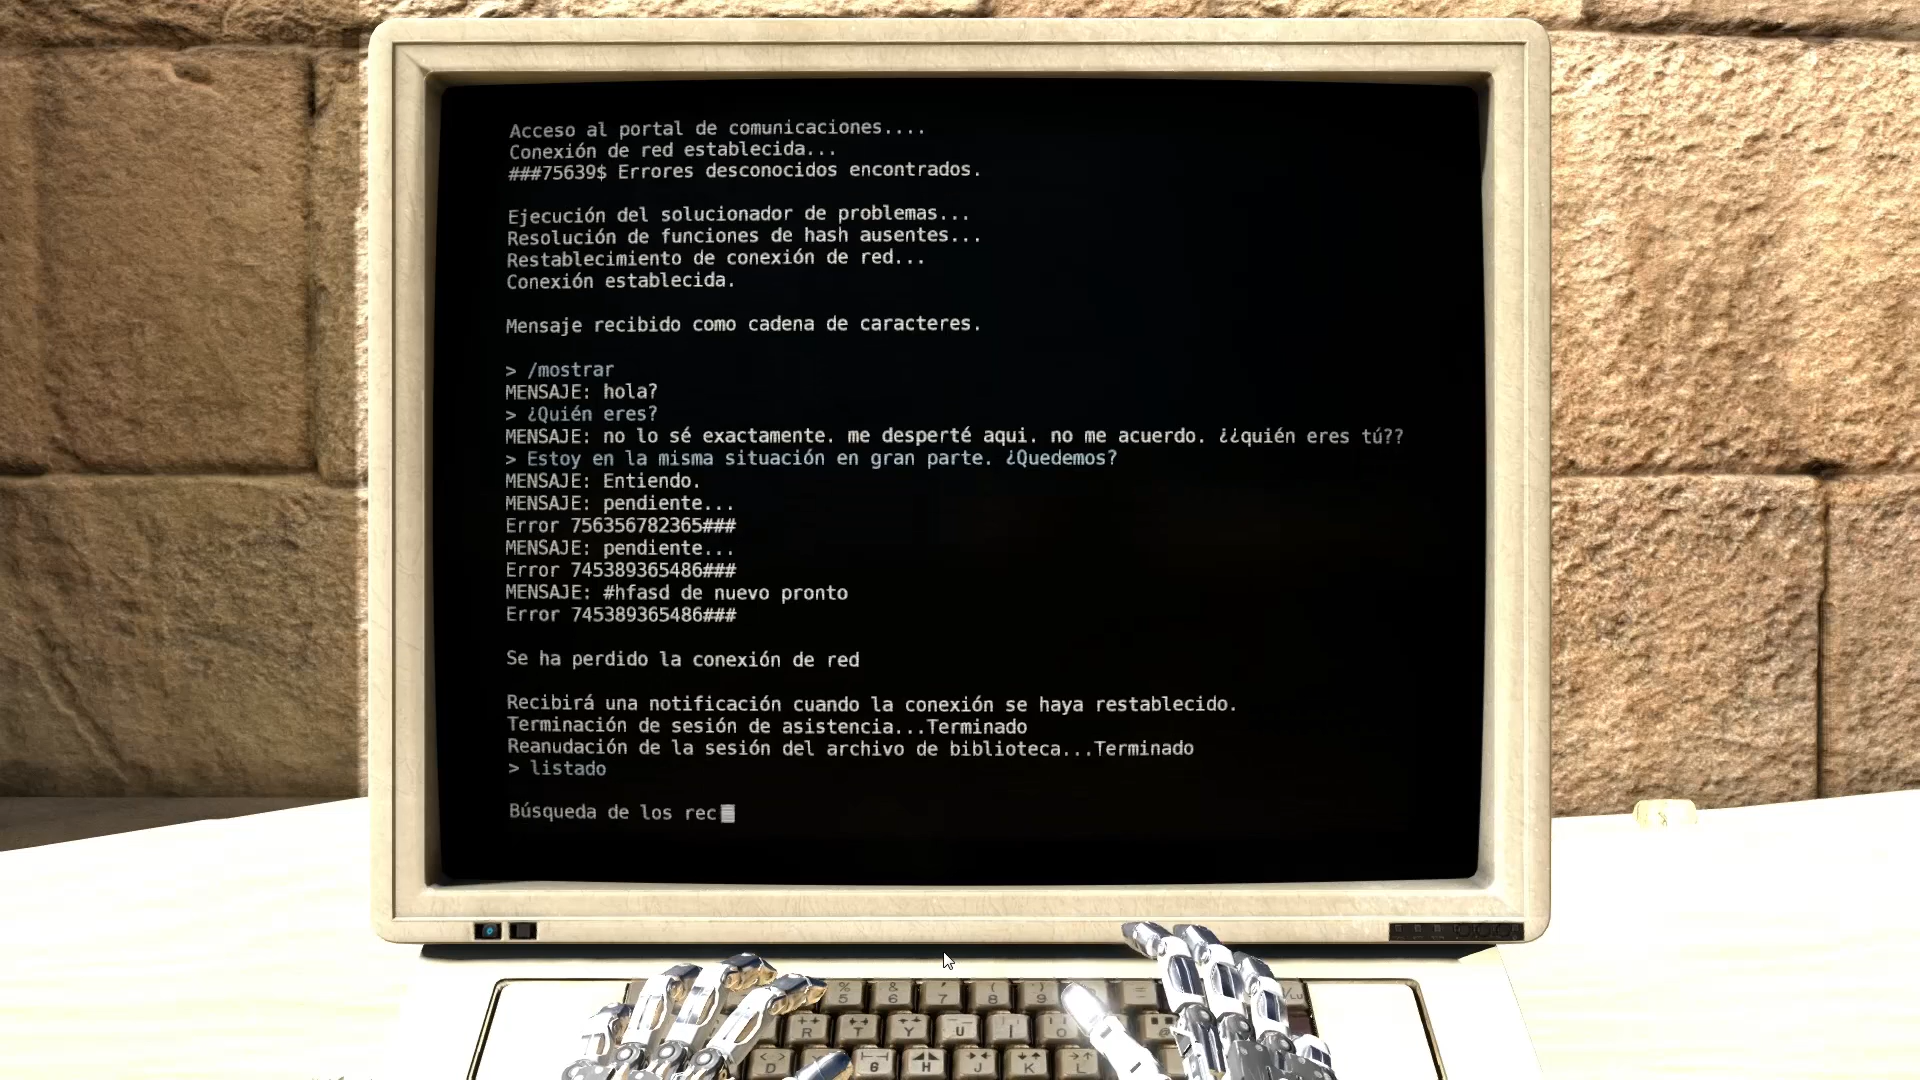 Acceso al portal de comunicaciones....
Conexión de red establecida...
###75639$ Errores desconocidos encontrados.
Ejecución del solucionador de problemas...
Resolución de funciones de hash ausentes...
Restablecimiento de conexión de red...
Conexión establecida.
Mensaje recibido como cadena de caracteres.
> /mostrar
MENSAJE: hola?
> ¿Quién eres?
MENSAJE: no lo sé exactamente. me desperté aqui. no me acuerdo. ¿¿quién eres tú??
> Estoy en la misma situación en gran parte. ¿Quedemos?
MENSAJE: Entiendo.
MENSAJE: pendiente...
Error 756356782365###
MENSAJE: pendiente...
Error 745389365486###
MENSAJE: #hfasd de nuevo pronto
Error 745389365486###
Se ha perdido la conexión de red
Recibirá una notificación cuando la conexión se haya restablecido.
Terminación de sesión de asistencia...Terminado
Reanudación de la sesión del archivo de biblioteca...Terminado
> listado
Búsqueda de los rec
% 5 & 6 ' 7 ( 8 ) 9 =
R T Y U I O
D G H J K L